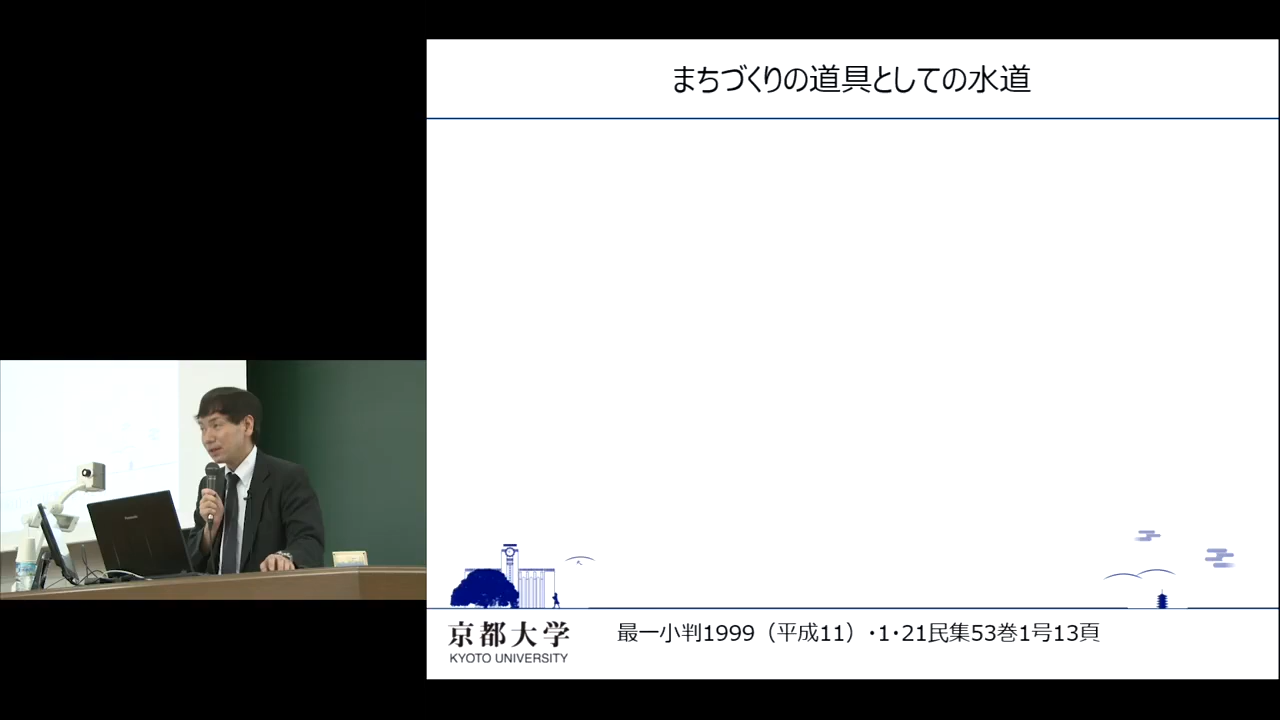 まちづくりの道具としての水道
京都大学
KYOTO UNIVERSITY
最一小判1999（平成11）・1・21民集53巻1号13頁
Panasonic